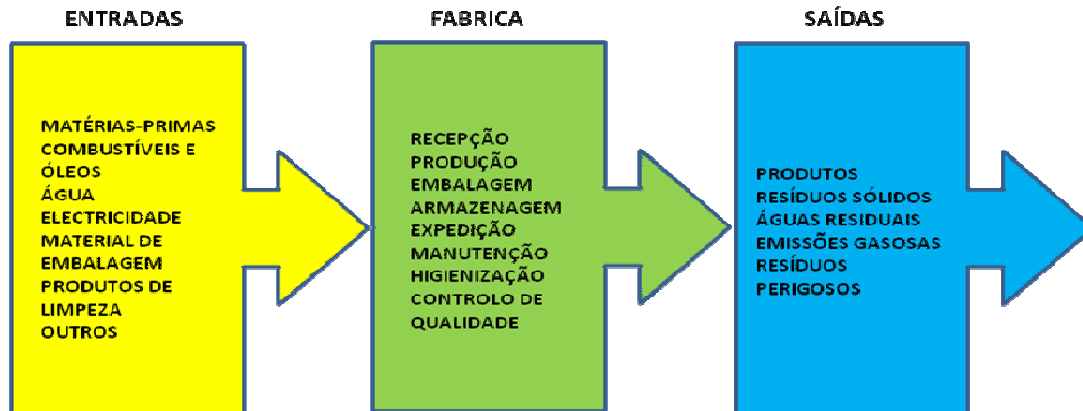 ENTRADAS
MATÉRIAS-PRIMAS
COMBUSTÍVEIS E
ÓLEOS
ÁGUA
ELECTRICIDADE
MATERIAL DE
EMBALAGEM
PRODUTOS DE
LIMPEZA
OUTROS
FABRICA
RECEPÇÃO
PRODUÇÃO
EMBALAGEM
ARMAZENAGEM
EXPEDIÇÃO
MANUTENÇÃO
HIGIENIZAÇÃO
CONTROLO DE
QUALIDADE
SAÍDAS
PRODUTOS
RESÍDUOS SÓLIDOS
ÁGUAS RESIDUAIS
EMISSÕES GASOSAS
RESÍDUOS
PERIGOSOS